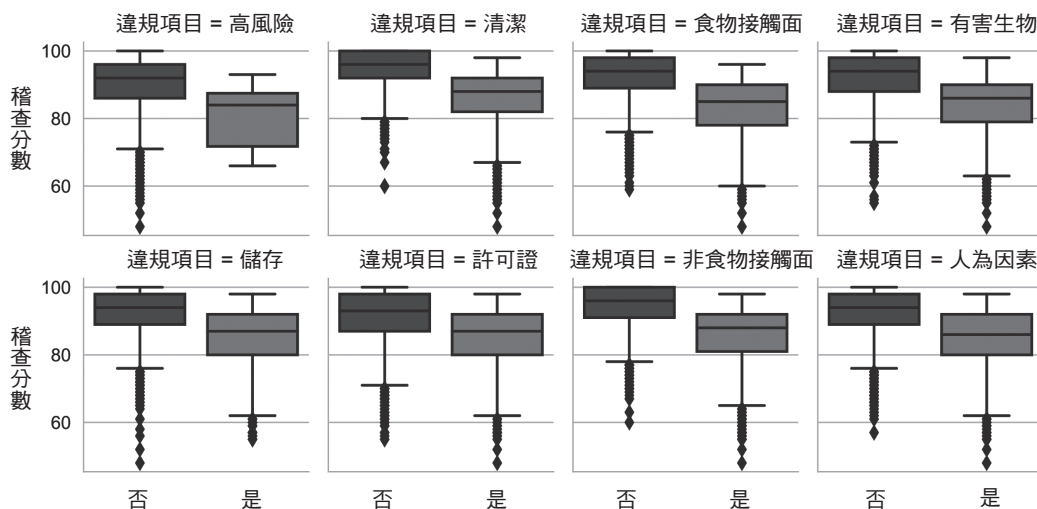 違規項目 = 高風險
違規項目 = 清潔
違規項目 = 食物接觸面
違規項目 = 有害生物
100
80
60
稽查分數
違規項目 = 儲存
違規項目 = 許可證
違規項目 = 非食物接觸面
違規項目 = 人為因素
100
80
60
稽查分數
否 是
否 是
否 是
否 是